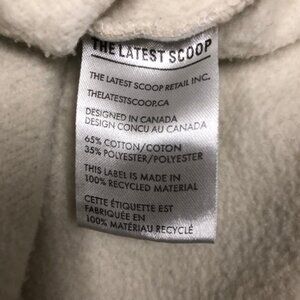 THE LATEST SCOOP
THE LATEST SCOOP RETAIL INC.
THELATESTSCOOP.CA
DESIGNED IN CANADA
DESIGN CONCU AU CANADA
65% COTTON/COTON
35% POLYESTER/POLYESTER
THIS LABEL IS MADE IN
100% RECYCLED MATERIAL
CETTE ÉTIQUETTE EST
FABRIQUÉE EN
100% MATÉRIAU RECYCLÉ